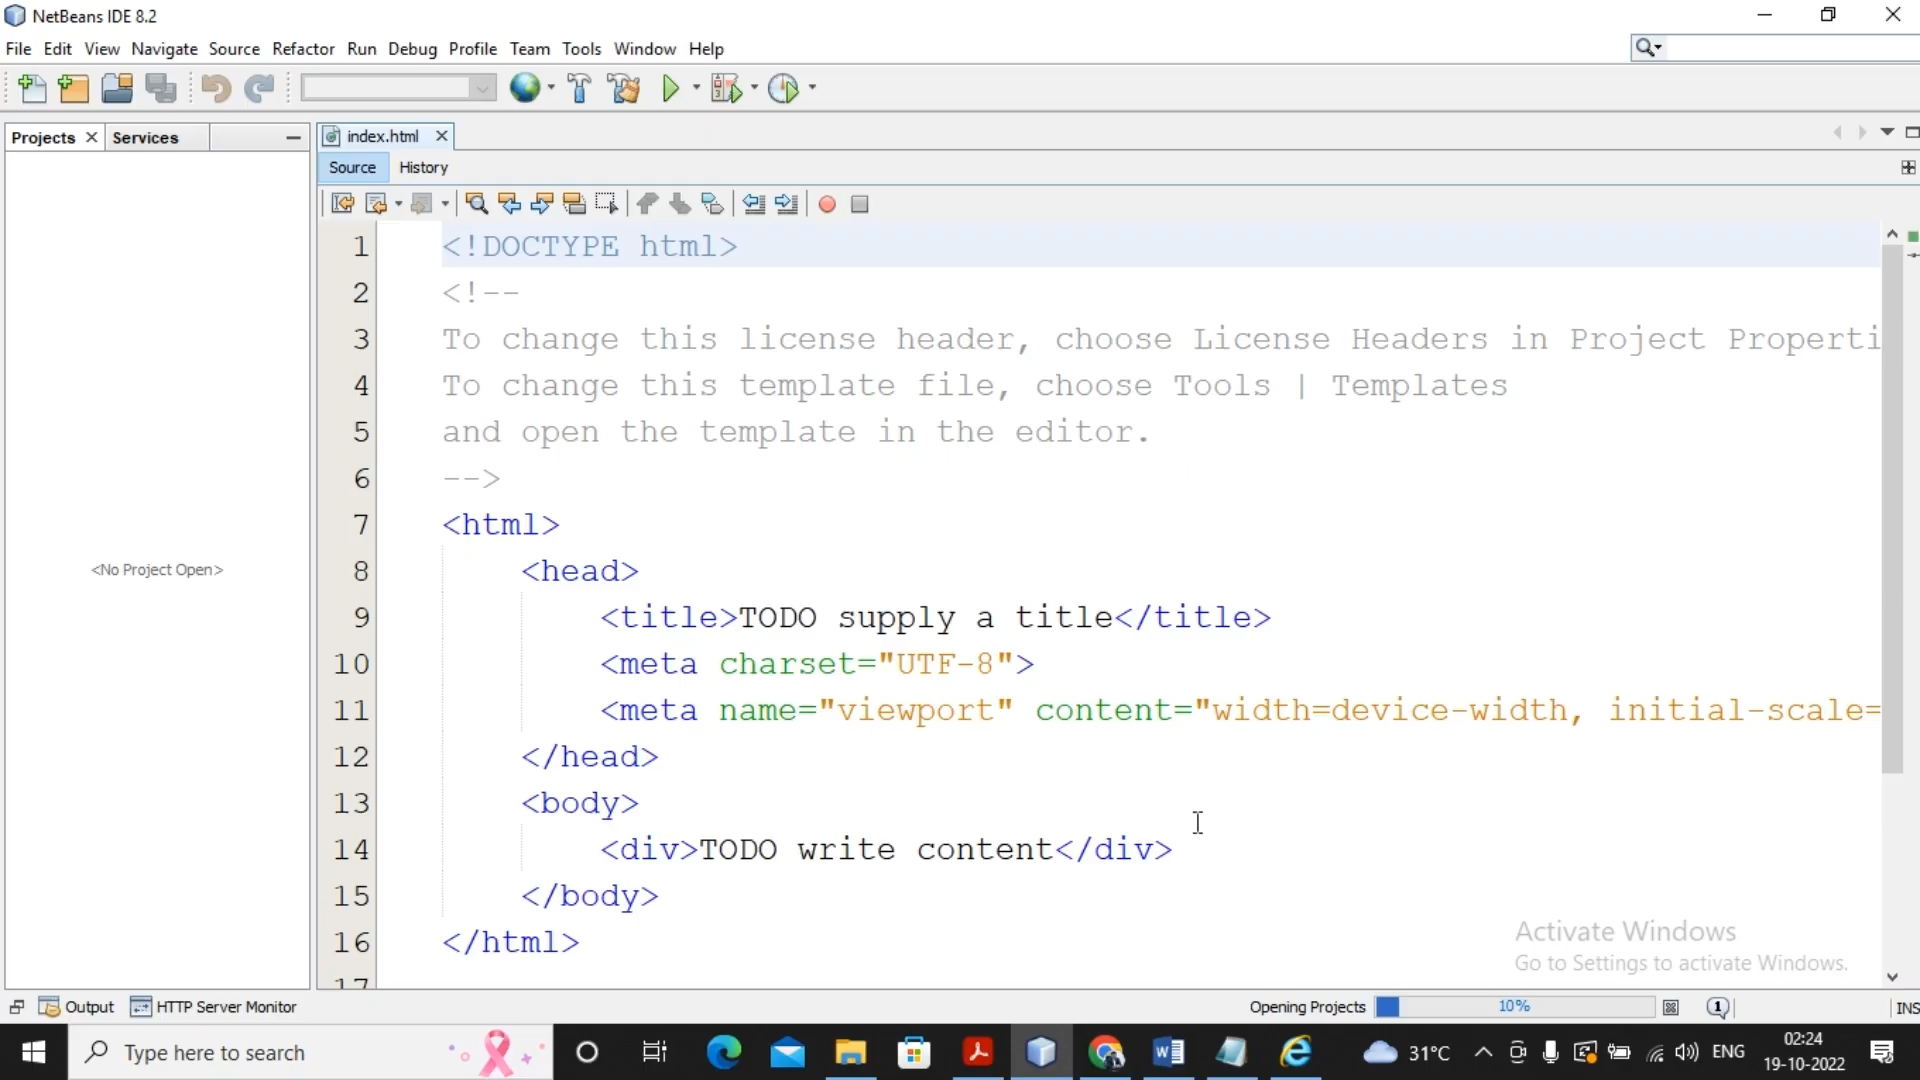 NetBeans IDE 8.2
File Edit View Navigate Source Refactor Run Debug Profile Team Tools Window Help
Projects Services
index.html
Source History
1 <!DOCTYPE html>
2 <!--
3 To change this license header, choose License Headers in Project Properti
4 To change this template file, choose Tools | Templates
5 and open the template in the editor.
6 -->
7 <html>
8 <head>
9 <title>TODO supply a title</title>
10 <meta charset="UTF-8">
11 <meta name="viewport" content="width=device-width, initial-scale=
12 </head>
13 <body>
14 <div>TODO write content</div>
15 </body>
16 </html>
17
<No Project Open>
Activate Windows
Go to Settings to activate Windows.
Output HTTP Server Monitor Opening Projects 10% 1 INS
Type here to search 31°C ENG 02:24
19-10-2022